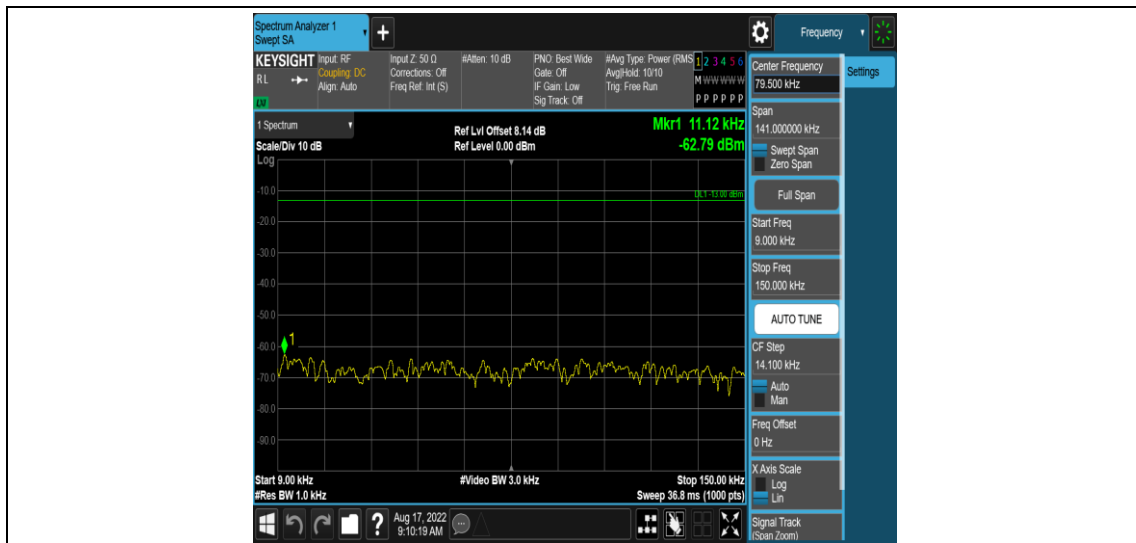 Spectrum Analyzer 1
Swept SA
+
Frequency
KEYSIGHT
R L
LXI
Input: RF
Coupling: DC
Align: Auto
Input Z: 50 Ω
Corrections: Off
Freq Ref: Int (S)
#Atten: 10 dB
PNO: Best Wide
Gate: Off
IF Gain: Low
Sig Track: Off
#Avg Type: Power (RMS
Avg|Hold: 10/10
Trig: Free Run
1 2 3 4 5 6
M W W W W W
P P P P P P
1 Spectrum
Scale/Div 10 dB
Ref Lvl Offset 8.14 dB
Ref Level 0.00 dBm
Mkr1 11.12 kHz
-62.79 dBm
Log
-10.0
DL1 -13.00 dBm
-20.0
-30.0
-40.0
-50.0
-60.0
1
-70.0
-80.0
-90.0
Start 9.00 kHz
#Res BW 1.0 kHz
#Video BW 3.0 kHz
Stop 150.00 kHz
Sweep 36.8 ms (1000 pts)
?
Aug 17, 2022
9:10:19 AM
Center Frequency
79.500 kHz
Settings
Span
141.000000 kHz
Swept Span
Zero Span
Full Span
Start Freq
9.000 kHz
Stop Freq
150.000 kHz
AUTO TUNE
CF Step
14.100 kHz
Auto
Man
Freq Offset
0 Hz
X Axis Scale
Log
Lin
Signal Track
(Span Zoom)